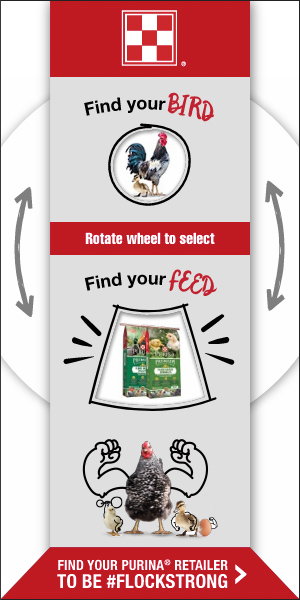 ®
Find your BIRD
Rotate wheel to select
Find your FEED
FIND YOUR PURINA® RETAILER
TO BE #FLOCKSTRONG >